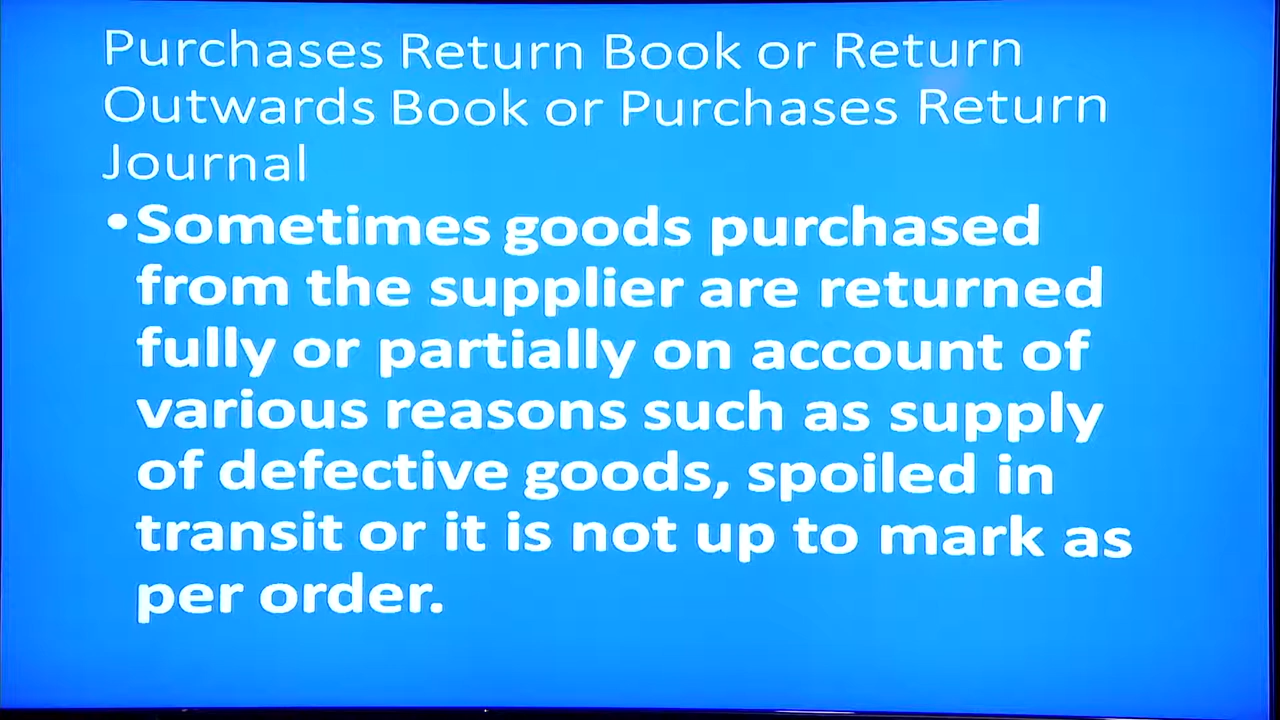 Purchases Return Book or Return
Outwards Book or Purchases Return
Journal
•Sometimes goods purchased
from the supplier are returned
fully or partially on account of
various reasons such as supply
of defective goods, spoiled in
transit or it is not up to mark as
per order.